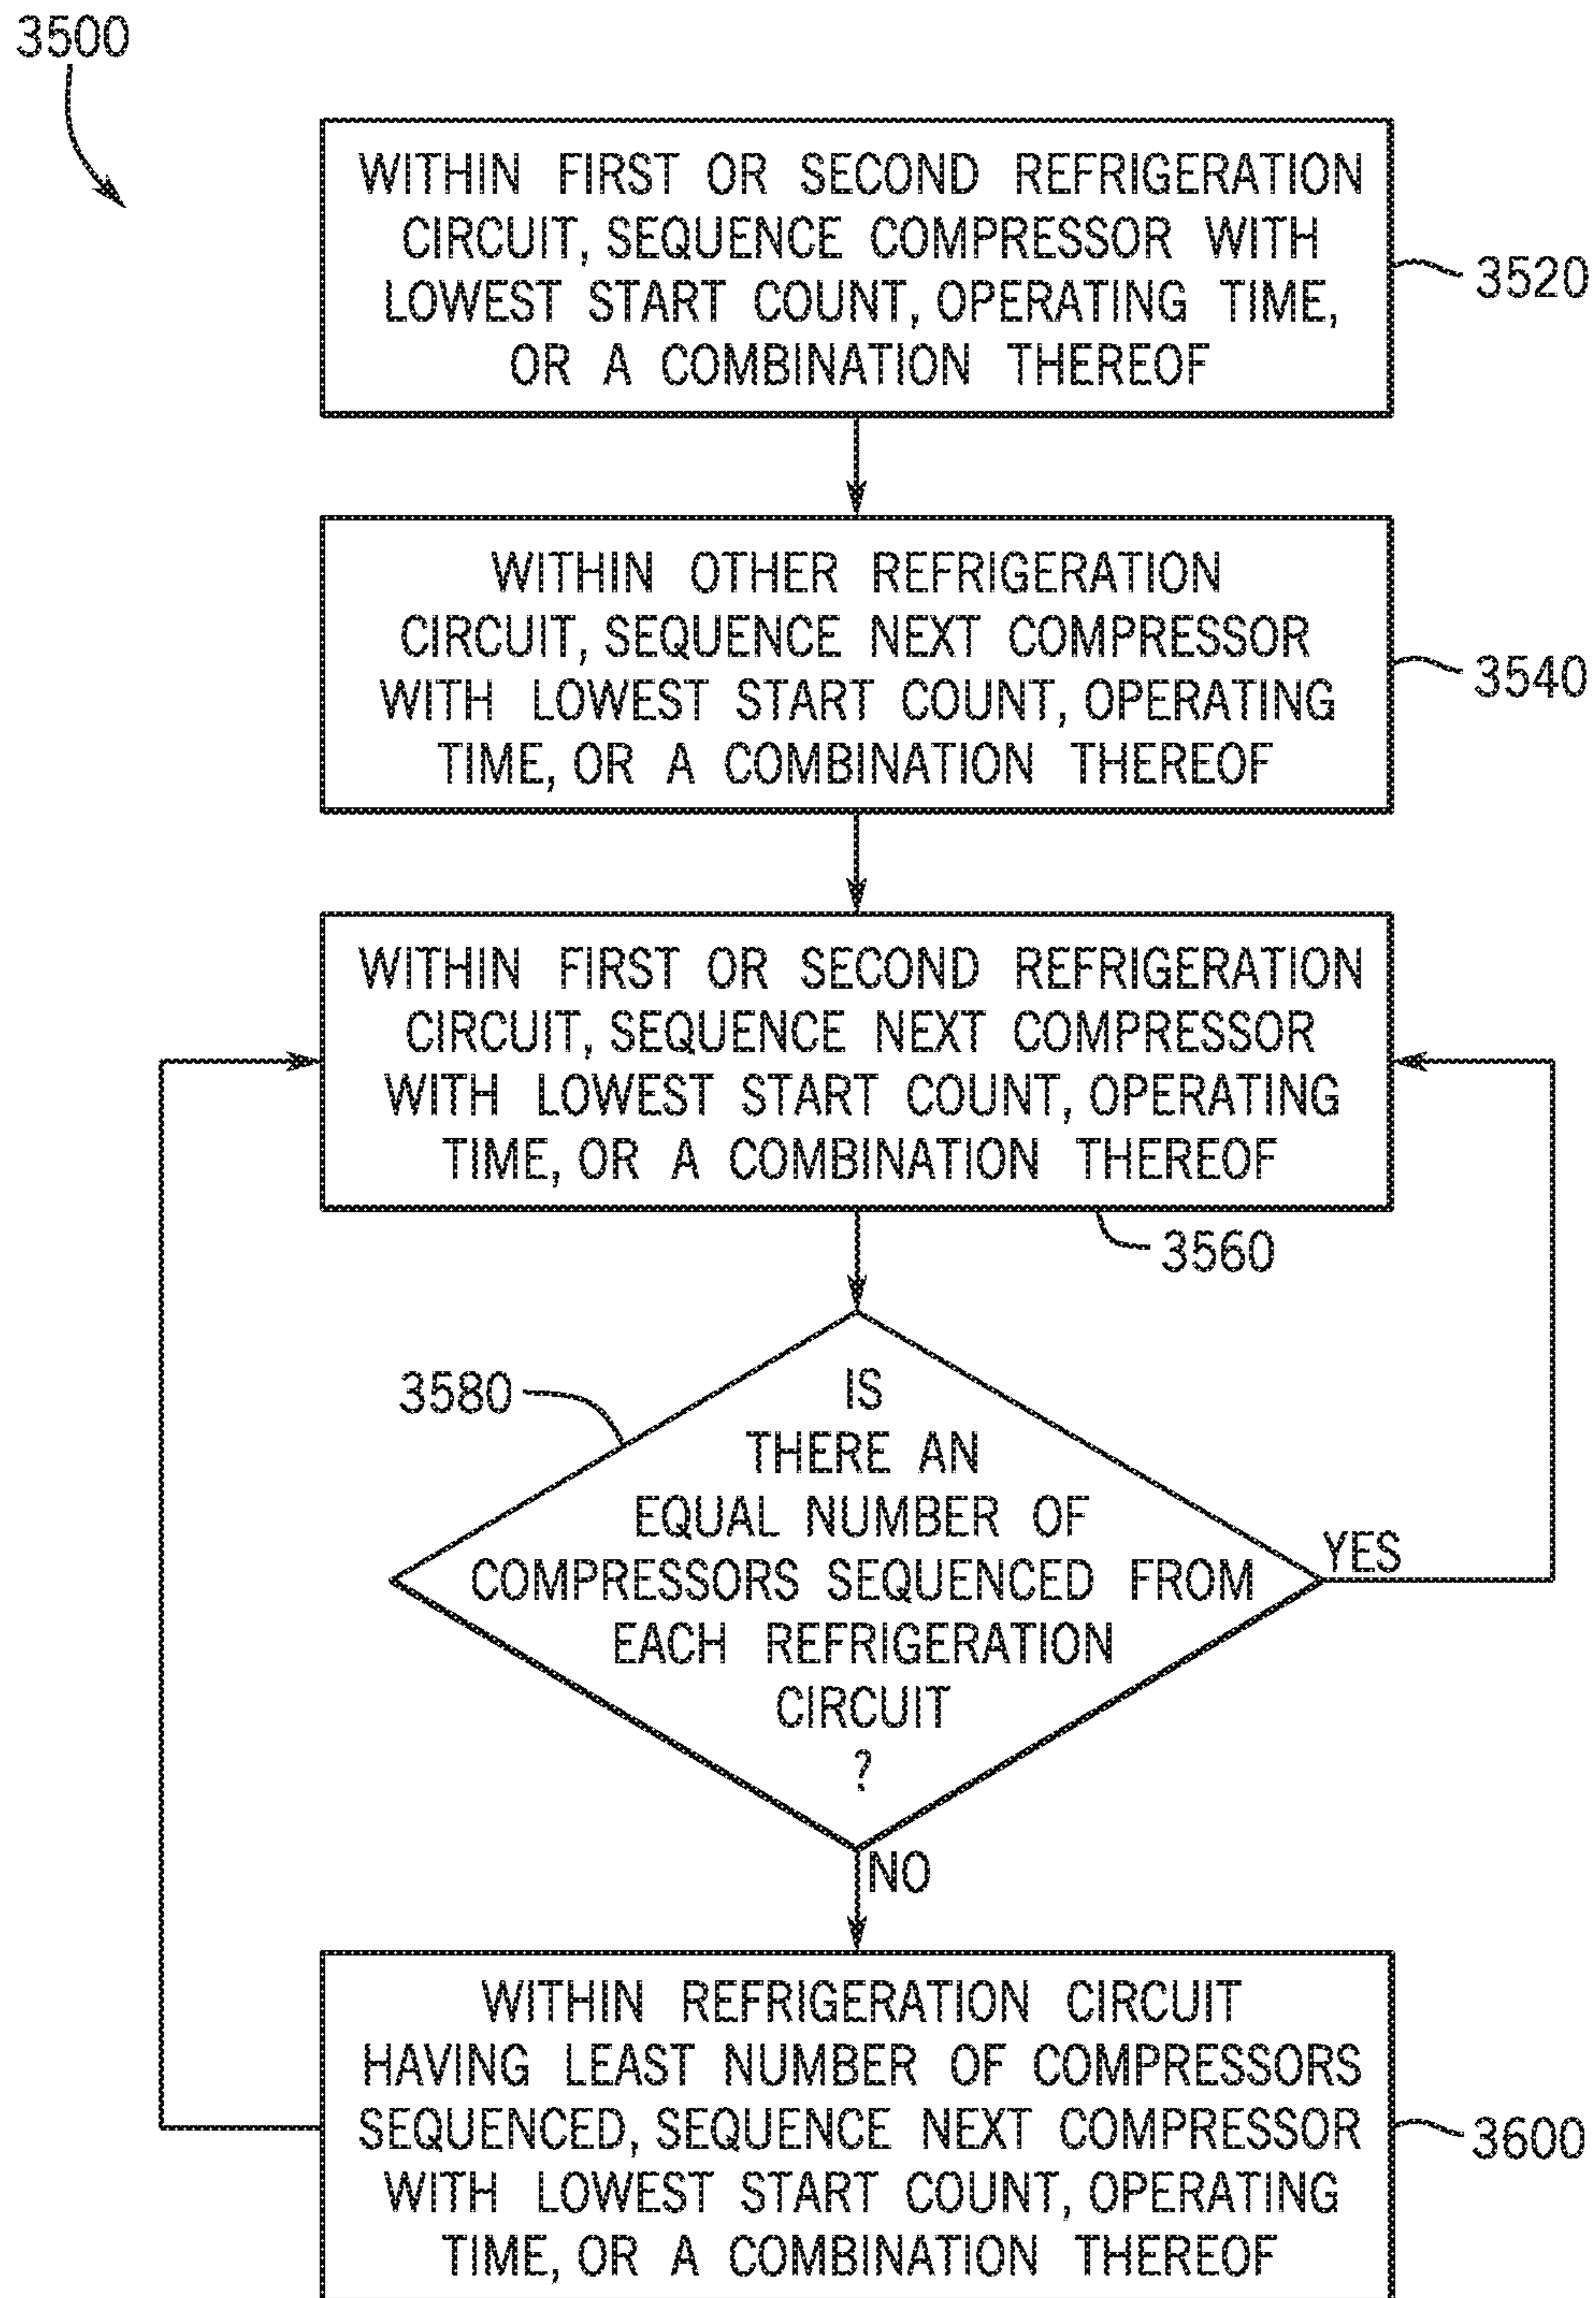 3500
WITHIN FIRST OR SECOND REFRIGERATION
CIRCUIT, SEQUENCE COMPRESSOR WITH
LOWEST START COUNT, OPERATING TIME,
OR A COMBINATION THEREOF
3520
WITHIN OTHER REFRIGERATION
CIRCUIT, SEQUENCE NEXT COMPRESSOR
WITH LOWEST START COUNT, OPERATING
TIME, OR A COMBINATION THEREOF
3540
WITHIN FIRST OR SECOND REFRIGERATION
CIRCUIT, SEQUENCE NEXT COMPRESSOR
WITH LOWEST START COUNT, OPERATING
TIME, OR A COMBINATION THEREOF
3560
3580
IS
THERE AN
EQUAL NUMBER OF
COMPRESSORS SEQUENCED FROM
EACH REFRIGERATION
CIRCUIT
?
YES
NO
WITHIN REFRIGERATION CIRCUIT
HAVING LEAST NUMBER OF COMPRESSORS
SEQUENCED, SEQUENCE NEXT COMPRESSOR
WITH LOWEST START COUNT, OPERATING
TIME, OR A COMBINATION THEREOF
3600